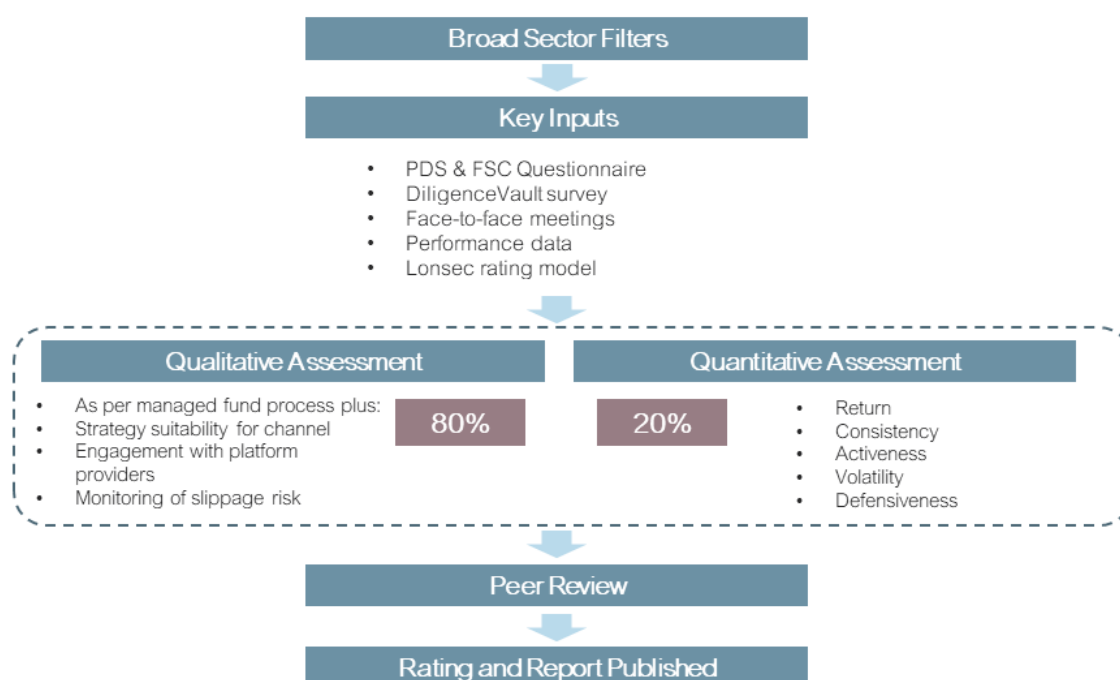 Broad Sector Filters
Key Inputs
• PDS & FSC Questionnaire
• DiligenceVault survey
• Face-to-face meetings
• Performance data
• Lonsec rating model
Qualitative Assessment
• As per managed fund process plus:
• Strategy suitability for channel
• Engagement with platform
providers
• Monitoring of slippage risk
80%
Quantitative Assessment
20%
• Return
• Consistency
• Activeness
• Volatility
• Defensiveness
Peer Review
Rating and Report Published